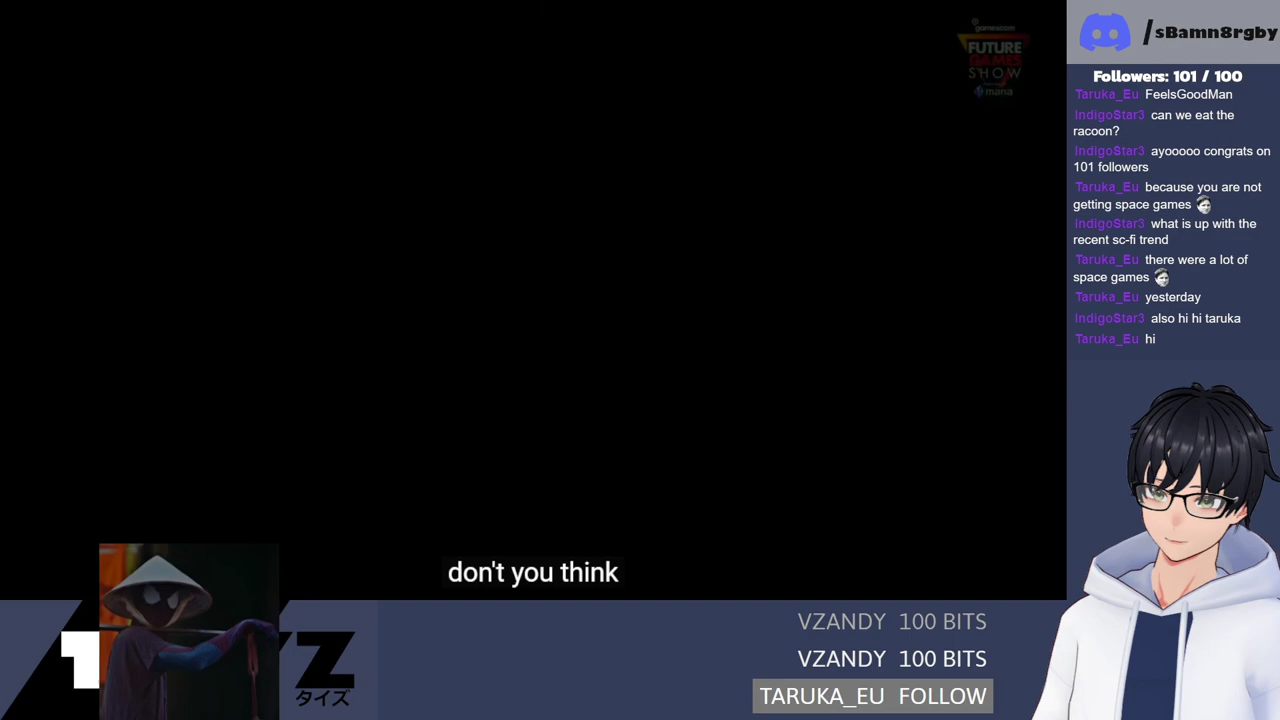 gamescom
FUTURE
GAMES
SHOW
mana
/sBamn8rgby
Followers: 101 / 100
Taruka_Eu FeelsGoodMan
IndigoStar3 can we eat the
racoon?
IndigoStar3 ayooooo congrats on
101 followers
Taruka_Eu because you are not
getting space games
IndigoStar3 what is up with the
recent sc-fi trend
Taruka_Eu there were a lot of
space games
Taruka_Eu yesterday
IndigoStar3 also hi hi taruka
Taruka_Eu hi
don't you think
VZANDY 100 BITS
VZANDY 100 BITS
TARUKA_EU FOLLOW
タイズ